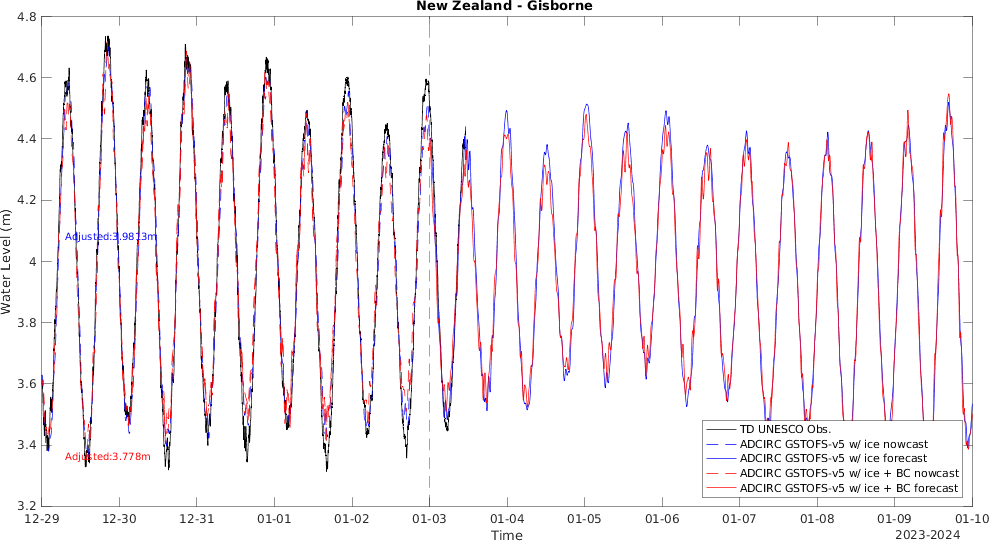 New Zealand - Gisborne
4.8
4.6
4.4
4.2
4
3.8
3.6
3.4
3.2
Water Level (m)
Adjusted:3.9813m
Adjusted:3.778m
TD UNESCO Obs.
ADCIRC GSTOFS-v5 w/ ice nowcast
ADCIRC GSTOFS-v5 w/ ice forecast
ADCIRC GSTOFS-v5 w/ ice + BC nowcast
ADCIRC GSTOFS-v5 w/ ice + BC forecast
12-29 12-30 12-31 01-01 01-02 01-03 01-04 01-05 01-06 01-07 01-08 01-09 01-10
Time
2023-2024